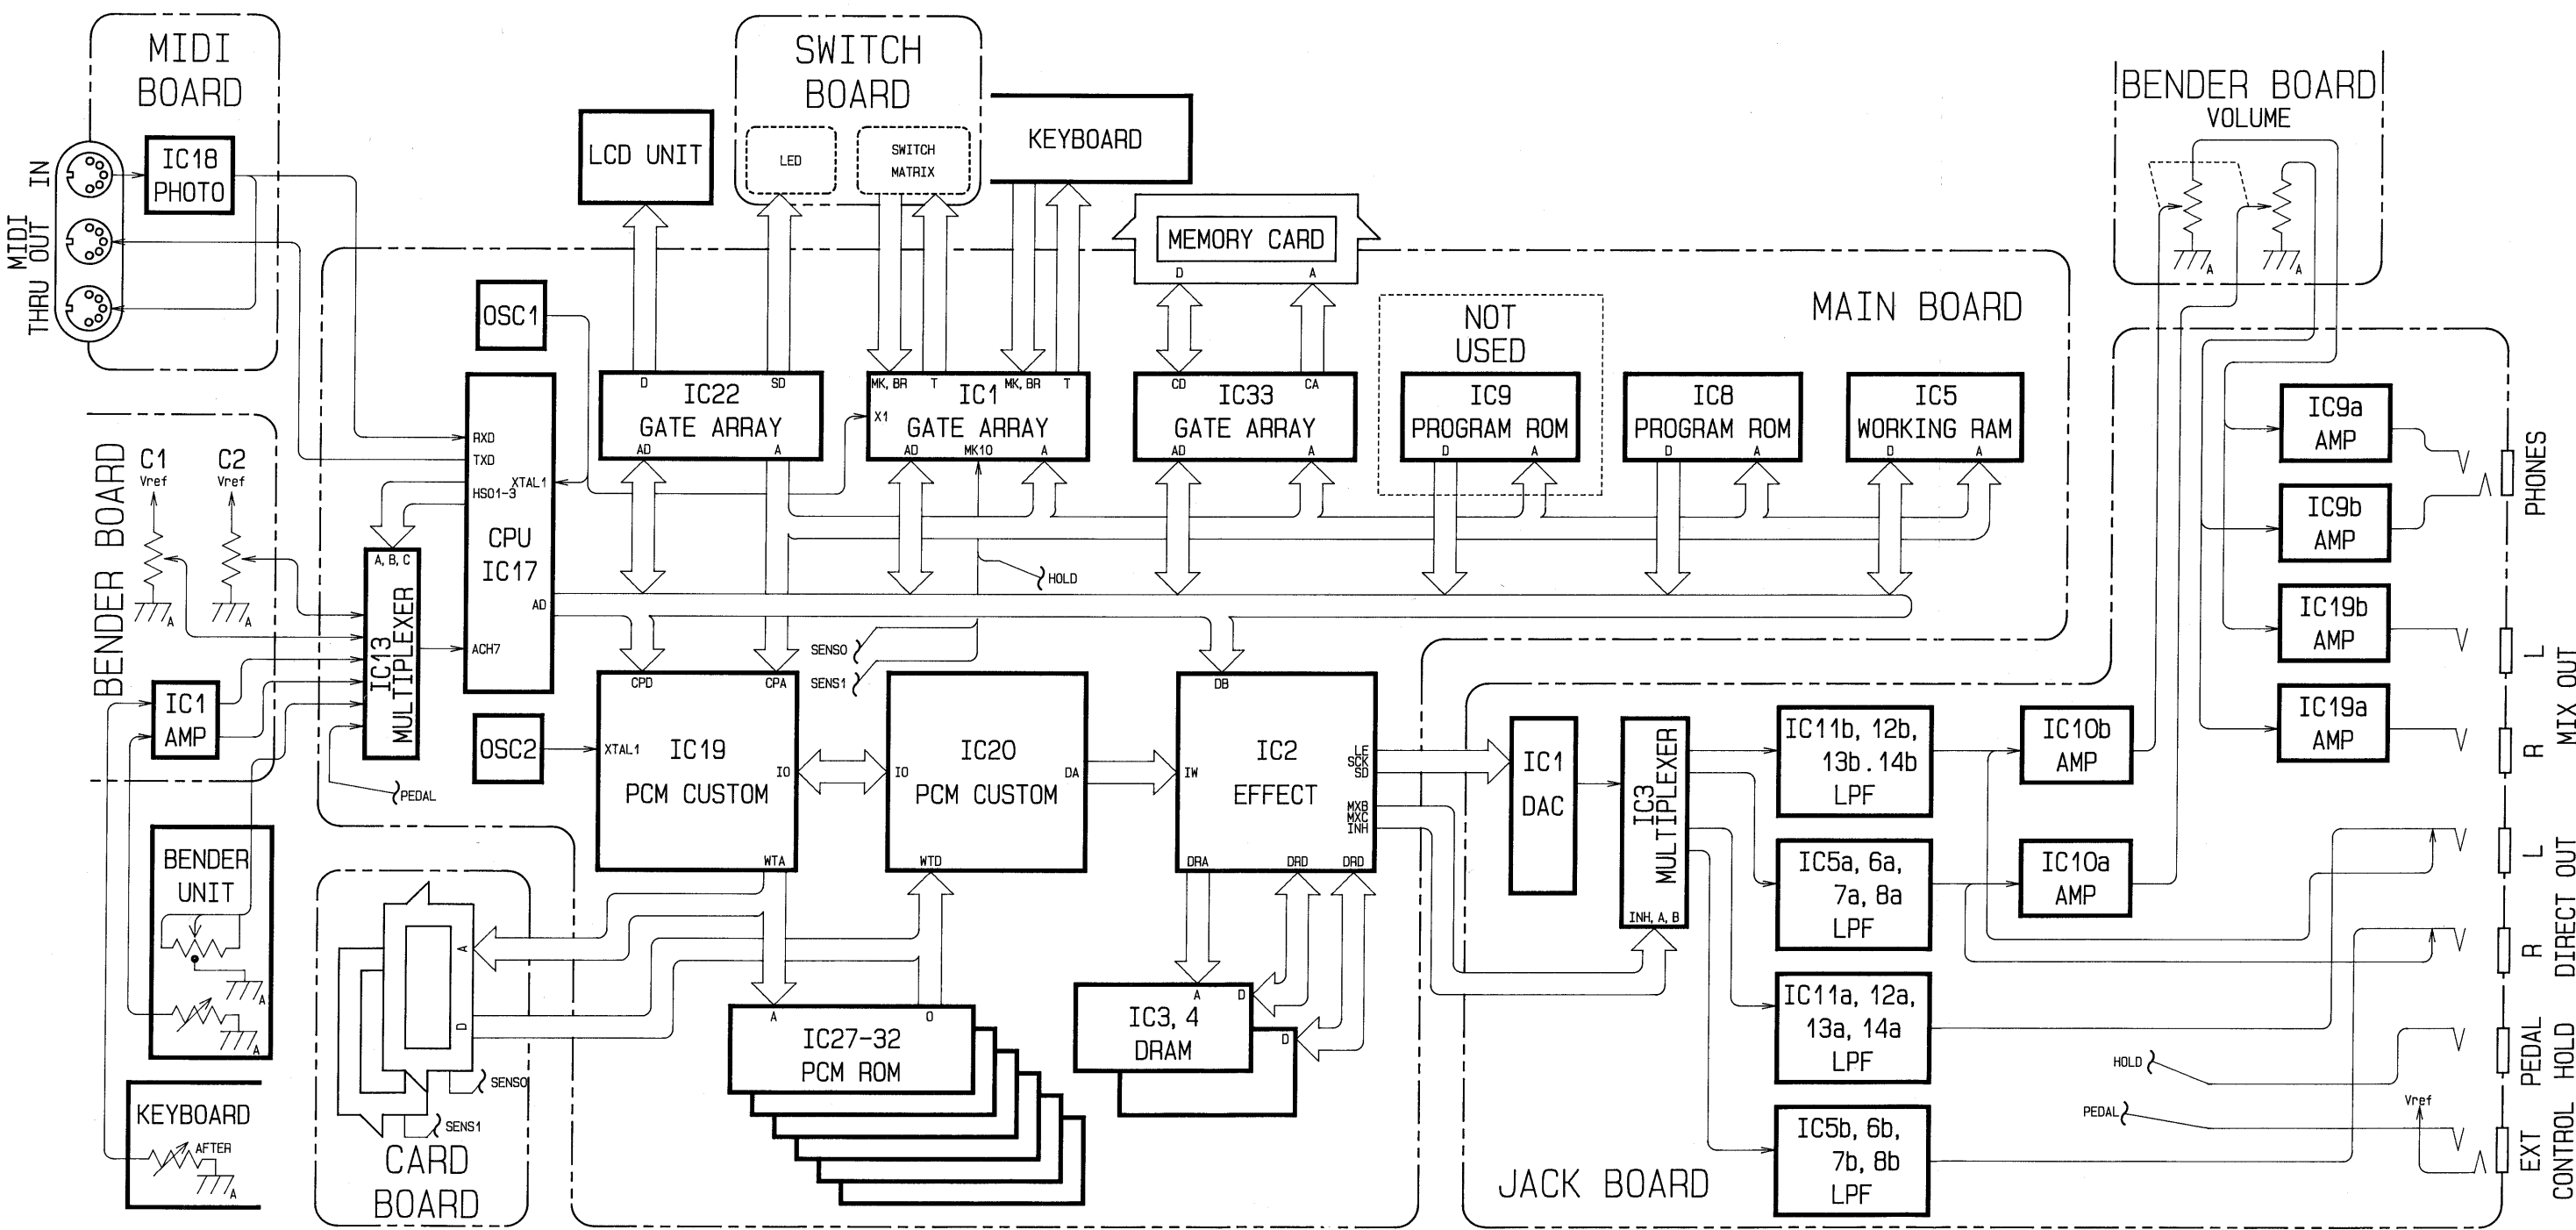 MIDI
BOARD
IC18
PHOTO
MIDI
THRU OUT IN
SWITCH
BOARD
LED
SWITCH
MATRIX
LCD UNIT
KEYBOARD
MEMORY CARD
D
A
BENDER BOARD
VOLUME
A
A
MAIN BOARD
OSC1
D
SD
IC22
GATE ARRAY
AD
A
MK, BR
T
MK, BR
T
X1
IC1
GATE ARRAY
AD
MK10
A
CD
CA
IC33
GATE ARRAY
AD
A
NOT
USED
IC9
PROGRAM ROM
D
A
IC8
PROGRAM ROM
D
A
IC5
WORKING RAM
D
A
RXD
TXD
XTAL1
HSO1-3
CPU
IC17
AD
ACH7
BENDER BOARD
C1
Vref
C2
Vref
A
A
A, B, C
IC13
MULTIPLEXER
IC1
AMP
PEDAL
HOLD
SENS0
SENS1
OSC2
CPD
CPA
XTAL1
IC19
PCM CUSTOM
IO
WTA
IO
IC20
PCM CUSTOM
DA
WTD
DB
IW
IC2
EFFECT
LE
SCK
SD
MXB
MXC
INH
DRA
DRD
DRD
BENDER
UNIT
A
A
KEYBOARD
AFTER
A
A
D
SENS0
SENS1
CARD
BOARD
A
O
IC27-32
PCM ROM
A
D
IC3, 4
DRAM
D
IC1
DAC
IC3
MULTIPLEXER
INH, A, B
IC11b, 12b,
13b.14b
LPF
IC5a, 6a,
7a, 8a
LPF
IC11a, 12a,
13a, 14a
LPF
IC5b, 6b,
7b, 8b
LPF
IC10b
AMP
IC10a
AMP
IC9a
AMP
IC9b
AMP
IC19b
AMP
IC19a
AMP
PHONES
L
R
MIX OUT
L
R
DIRECT OUT
HOLD
PEDAL
HOLD
PEDAL
Vref
EXT
CONTROL
JACK BOARD